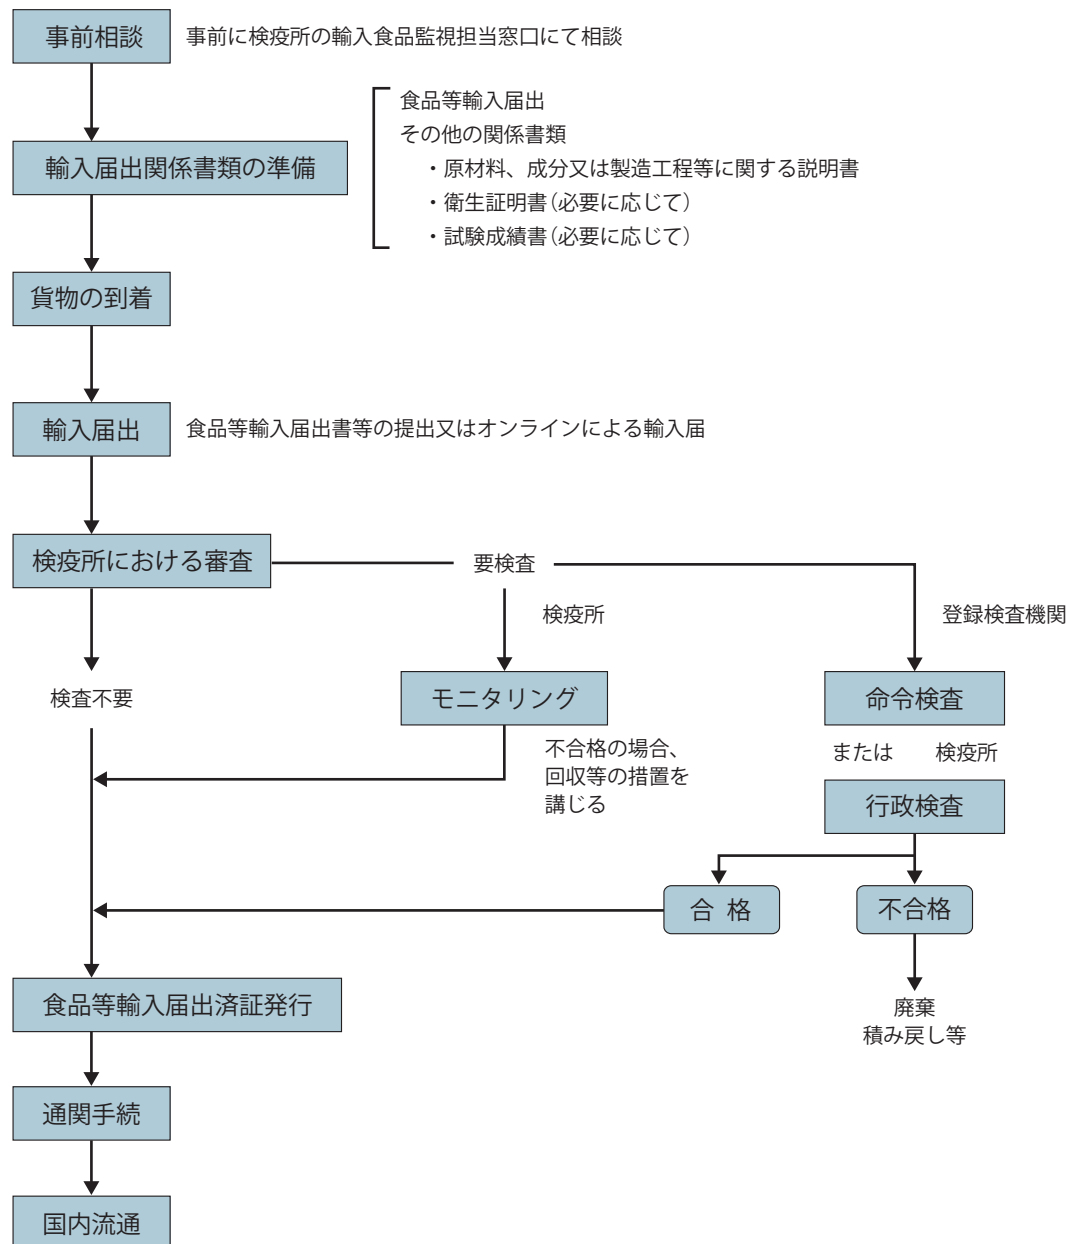 事前相談
事前に検疫所の輸入食品監視担当窓口にて相談
食品等輸入届出
その他の関係書類
・原材料、成分又は製造工程等に関する説明書
・衛生証明書(必要に応じて)
・試験成績書(必要に応じて)
輸入届出関係書類の準備
貨物の到着
輸入届出
食品等輸入届出書等の提出又はオンラインによる輸入届
検疫所における審査
要検査
検疫所
登録検査機関
検査不要
モニタリング
命令検査
不合格の場合、
回収等の措置を
講じる
または 検疫所
行政検査
合 格
不合格
食品等輸入届出済証発行
廃棄
積み戻し等
通関手続
国内流通